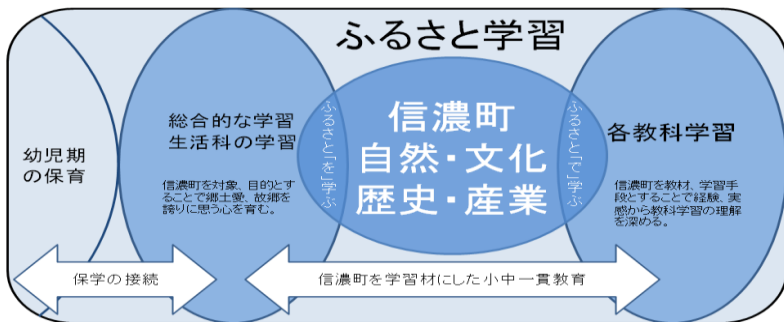 ふるさと学習
幼児期
の保育
総合的な学習
生活科の学習
信濃町を対象、目的とす
ることで郷土愛、故郷を
誇りに思う心を育む。
ふるさと「を」学ぶ
信濃町
自然・文化
歴史・産業
ふるさと「で」学ぶ
各教科学習
信濃町を教材、学習手
段とすることで経験、実
感から教科学習の理解
を深める。
保学の接続
信濃町を学習材にした小中一貫教育